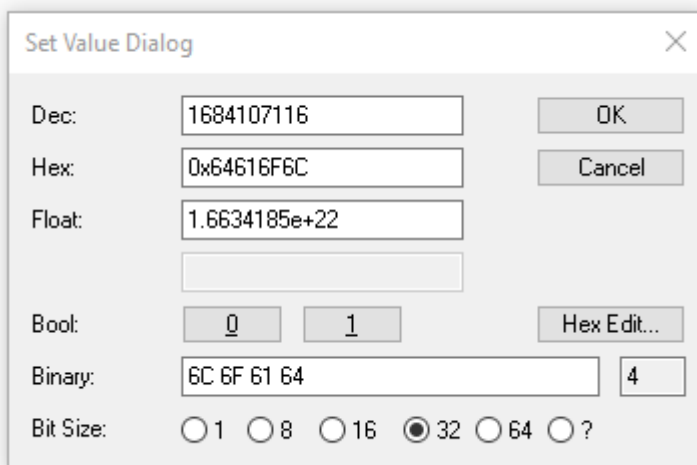 Set Value Dialog
Dec: 1684107116 OK
Hex: 0x64616F6C Cancel
Float: 1.6634185e+22
Bool: 0 1 Hex Edit...
Binary: 6C 6F 61 64 4
Bit Size: 1 8 16 32 64 ?